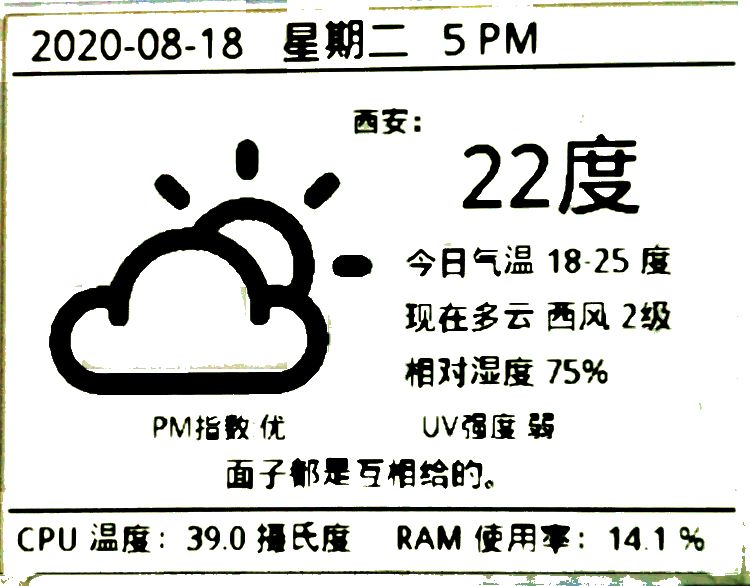 2020-08-18 星期二 5 PM
西安：
22度
今日气温 18-25 度
现在多云 西风 2级
相对湿度 75%
PM指数 优 UV强度 弱
面子都是互相给的。
CPU 温度：39.0 摄氏度 RAM 使用率：14.1 %